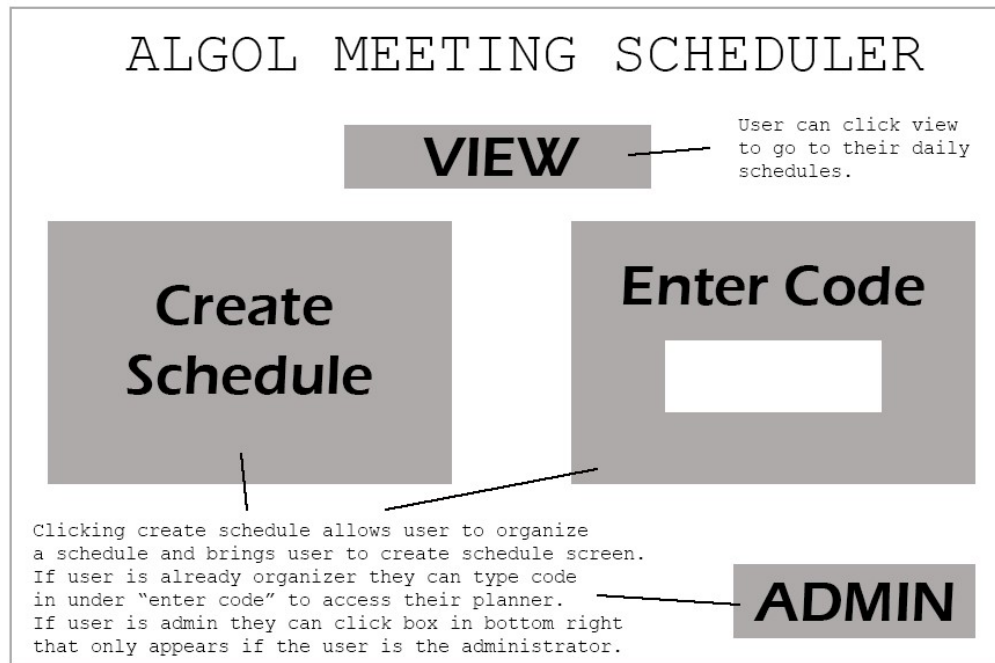 ALGOL MEETING SCHEDULER
VIEW
User can click view
to go to their daily
schedules.
Create
Schedule
Enter Code
Clicking create schedule allows user to organize
a schedule and brings user to create schedule screen.
If user is already organizer they can type code
in under “enter code” to access their planner.
If user is admin they can click box in bottom right
that only appears if the user is the administrator.
ADMIN